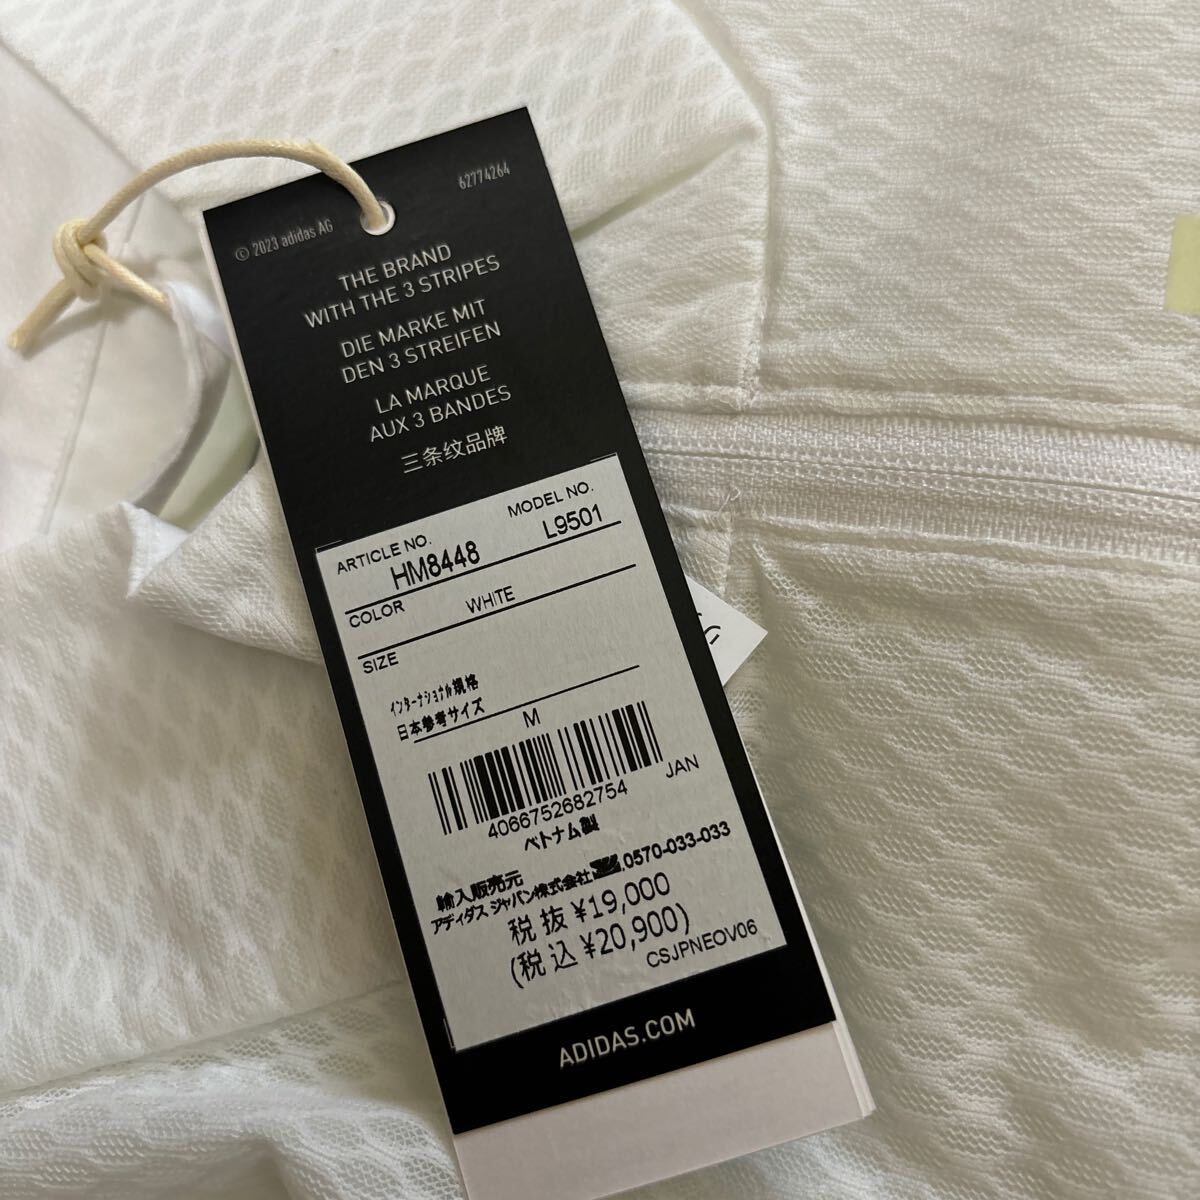 © 2023 adidas AG
62774264
THE BRAND
WITH THE 3 STRIPES
DIE MARKE MIT
DEN 3 STREIFEN
LA MARQUE
AUX 3 BANDES
三条纹品牌
ARTICLE NO. MODEL NO.
HM8448 L9501
COLOR WHITE
SIZE
インターナショナル規格
日本参考サイズ M
4066752682754 JAN
ベトナム製
輸入販売元
アディダス ジャパン株式会社 0570-033-033
税抜 ¥19,000
(税込 ¥20,900)
CSJPNEOV06
ADIDAS.COM